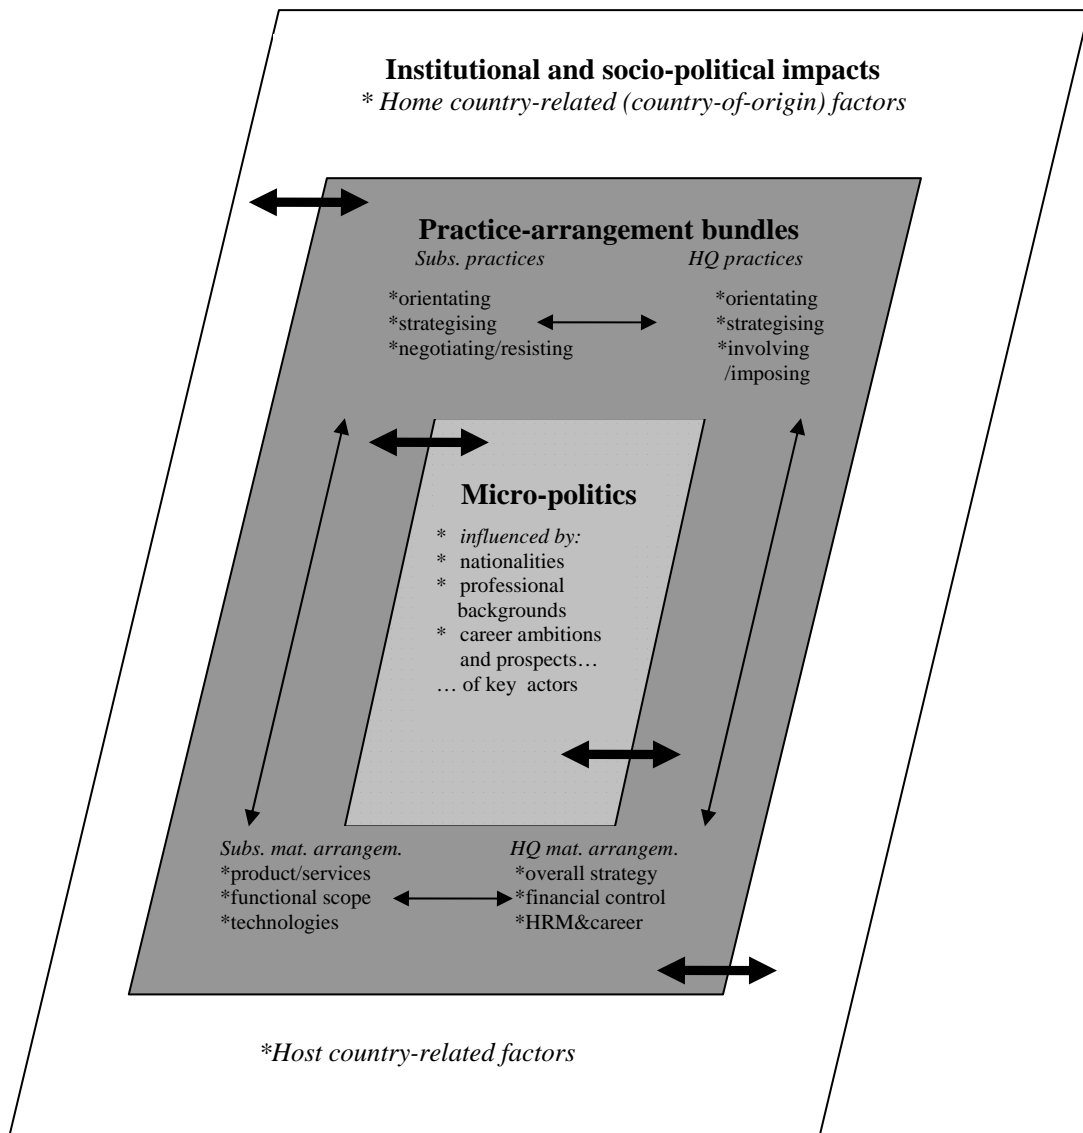 Institutional and socio-political impacts
* Home country-related (country-of-origin) factors
Practice-arrangement bundles
Subs. practices
*orientating
*strategising
*negotiating/resisting
HQ practices
*orientating
*strategising
*involving
/imposing
Micro-politics
* influenced by:
* nationalities
* professional
backgrounds
* career ambitions
and prospects…
… of key actors
Subs. mat. arrangem.
*product/services
*functional scope
*technologies
HQ mat. arrangem.
*overall strategy
*financial control
*HRM&career
*Host country-related factors